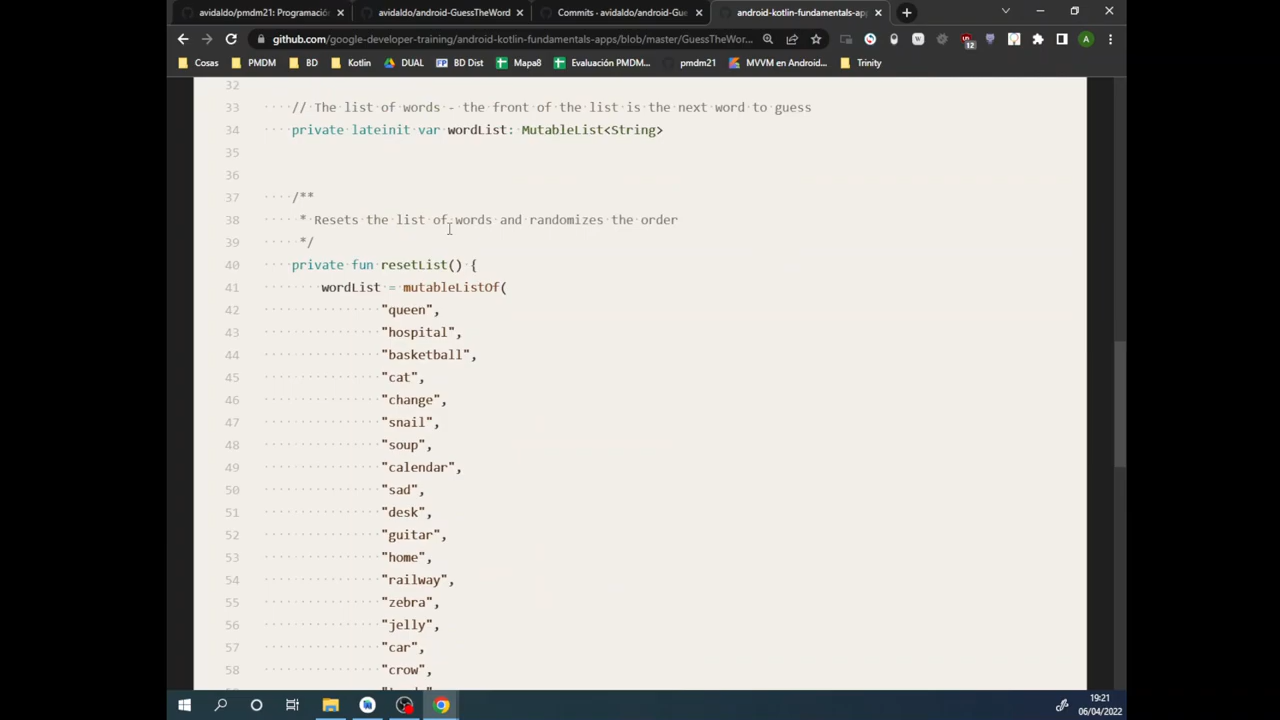 avidaldo/pmdm21: Programació
avidaldo/android-GuessTheWord
Commits - avidaldo/android-Gue
android-kotlin-fundamentals-ap
github.com/google-developer-training/android-kotlin-fundamentals-apps/blob/master/GuessTheWor...
12
A
Cosas
PMDM
BD
Kotlin
DUAL
BD Dist
Mapa8
Evaluación PMDM...
pmdm21
MVVM en Android...
Trinity
32
33 // The list of words - the front of the list is the next word to guess
34 private lateinit var wordList: MutableList<String>
35
36
37 /**
38 * Resets the list of words and randomizes the order
39 */
40 private fun resetList() {
41 wordList = mutableListOf(
42 "queen",
43 "hospital",
44 "basketball",
45 "cat",
46 "change",
47 "snail",
48 "soup",
49 "calendar",
50 "sad",
51 "desk",
52 "guitar",
53 "home",
54 "railway",
55 "zebra",
56 "jelly",
57 "car",
58 "crow",
19:21
06/04/2022